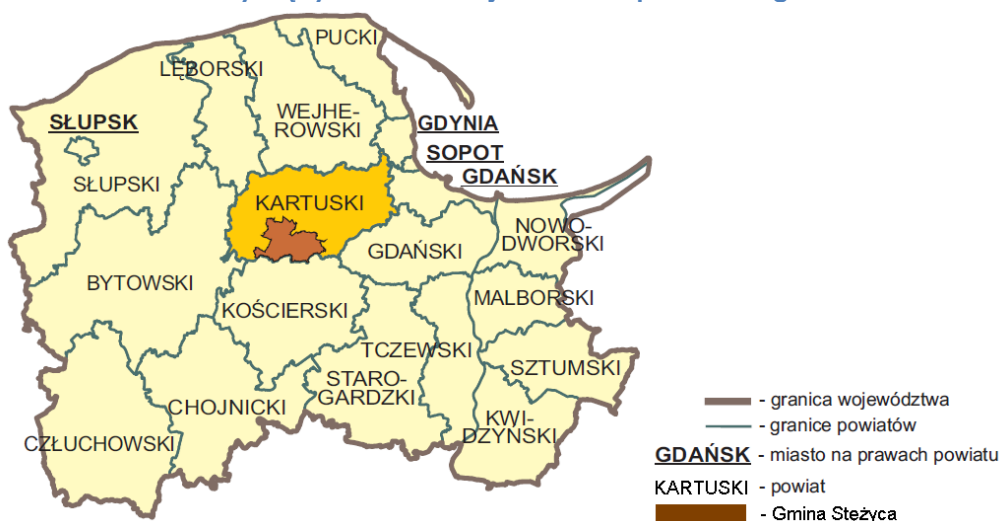 PUCKI
LĘBORSKI
WEJHE-
ROWSKI
SŁUPSK
GDYNIA
SOPOT
GDAŃSK
SŁUPSKI
KARTUSKI
NOWO-
DWORSKI
GDAŃSKI
BYTOWSKI
MALBORSKI
KOŚCIERSKI
TCZEWSKI
SZTUMSKI
STARO-
GARDZKI
CHOJNICKI
KWI-
DZYŃSKI
CZŁUCHOWSKI
- granica województwa
- granice powiatów
GDAŃSK - miasto na prawach powiatu
KARTUSKI - powiat
- Gmina Stężyca